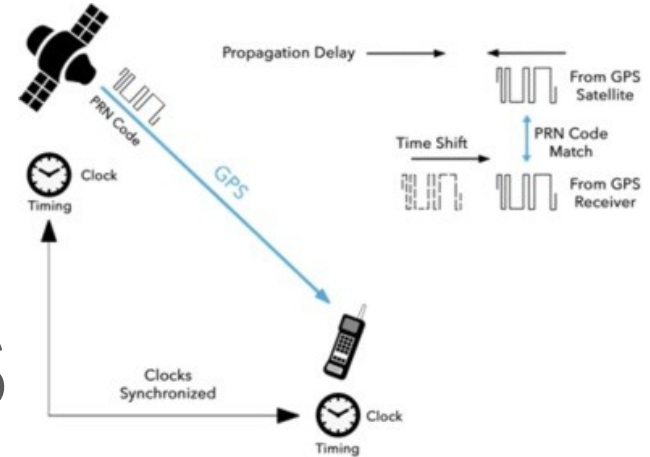 Propagation Delay
From GPS
Satellite
PRN Code
PRN Code
Match
Time Shift
From GPS
Receiver
GPS
Clock
Timing
Clocks
Synchronized
Clock
Timing
S